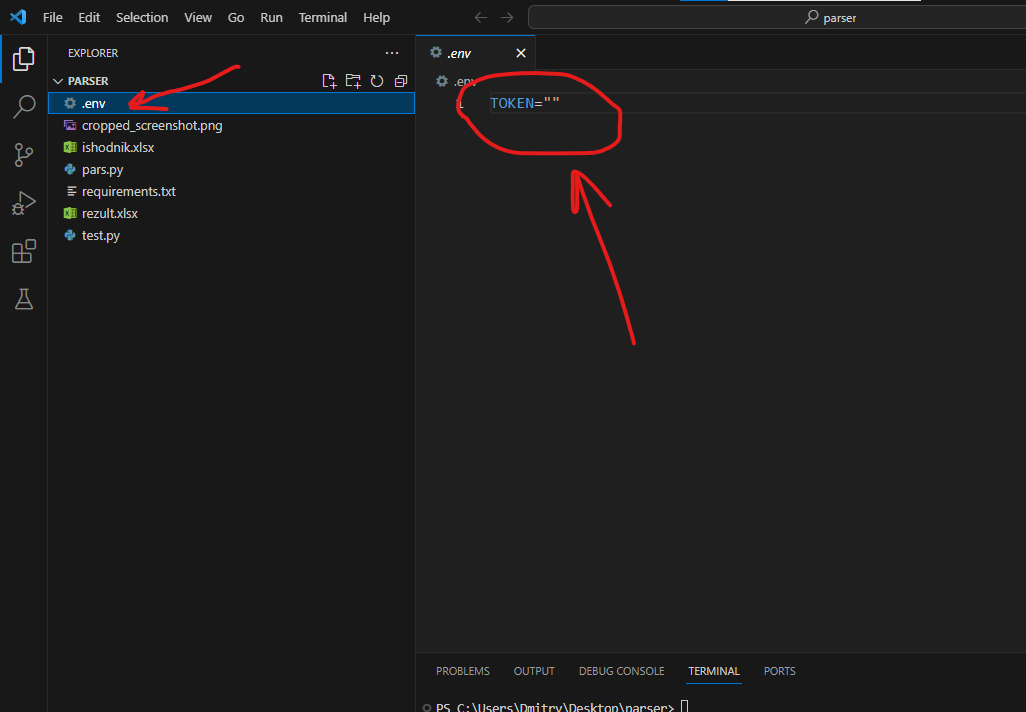 File Edit Selection View Go Run Terminal Help parser
EXPLORER ...
PARSER
.env
cropped_screenshot.png
ishodnik.xlsx
pars.py
requirements.txt
rezult.xlsx
test.py
.env
.env
1 TOKEN=""
PROBLEMS OUTPUT DEBUG CONSOLE TERMINAL PORTS
PS C:\Users\Dmitry\Desktop\parser>